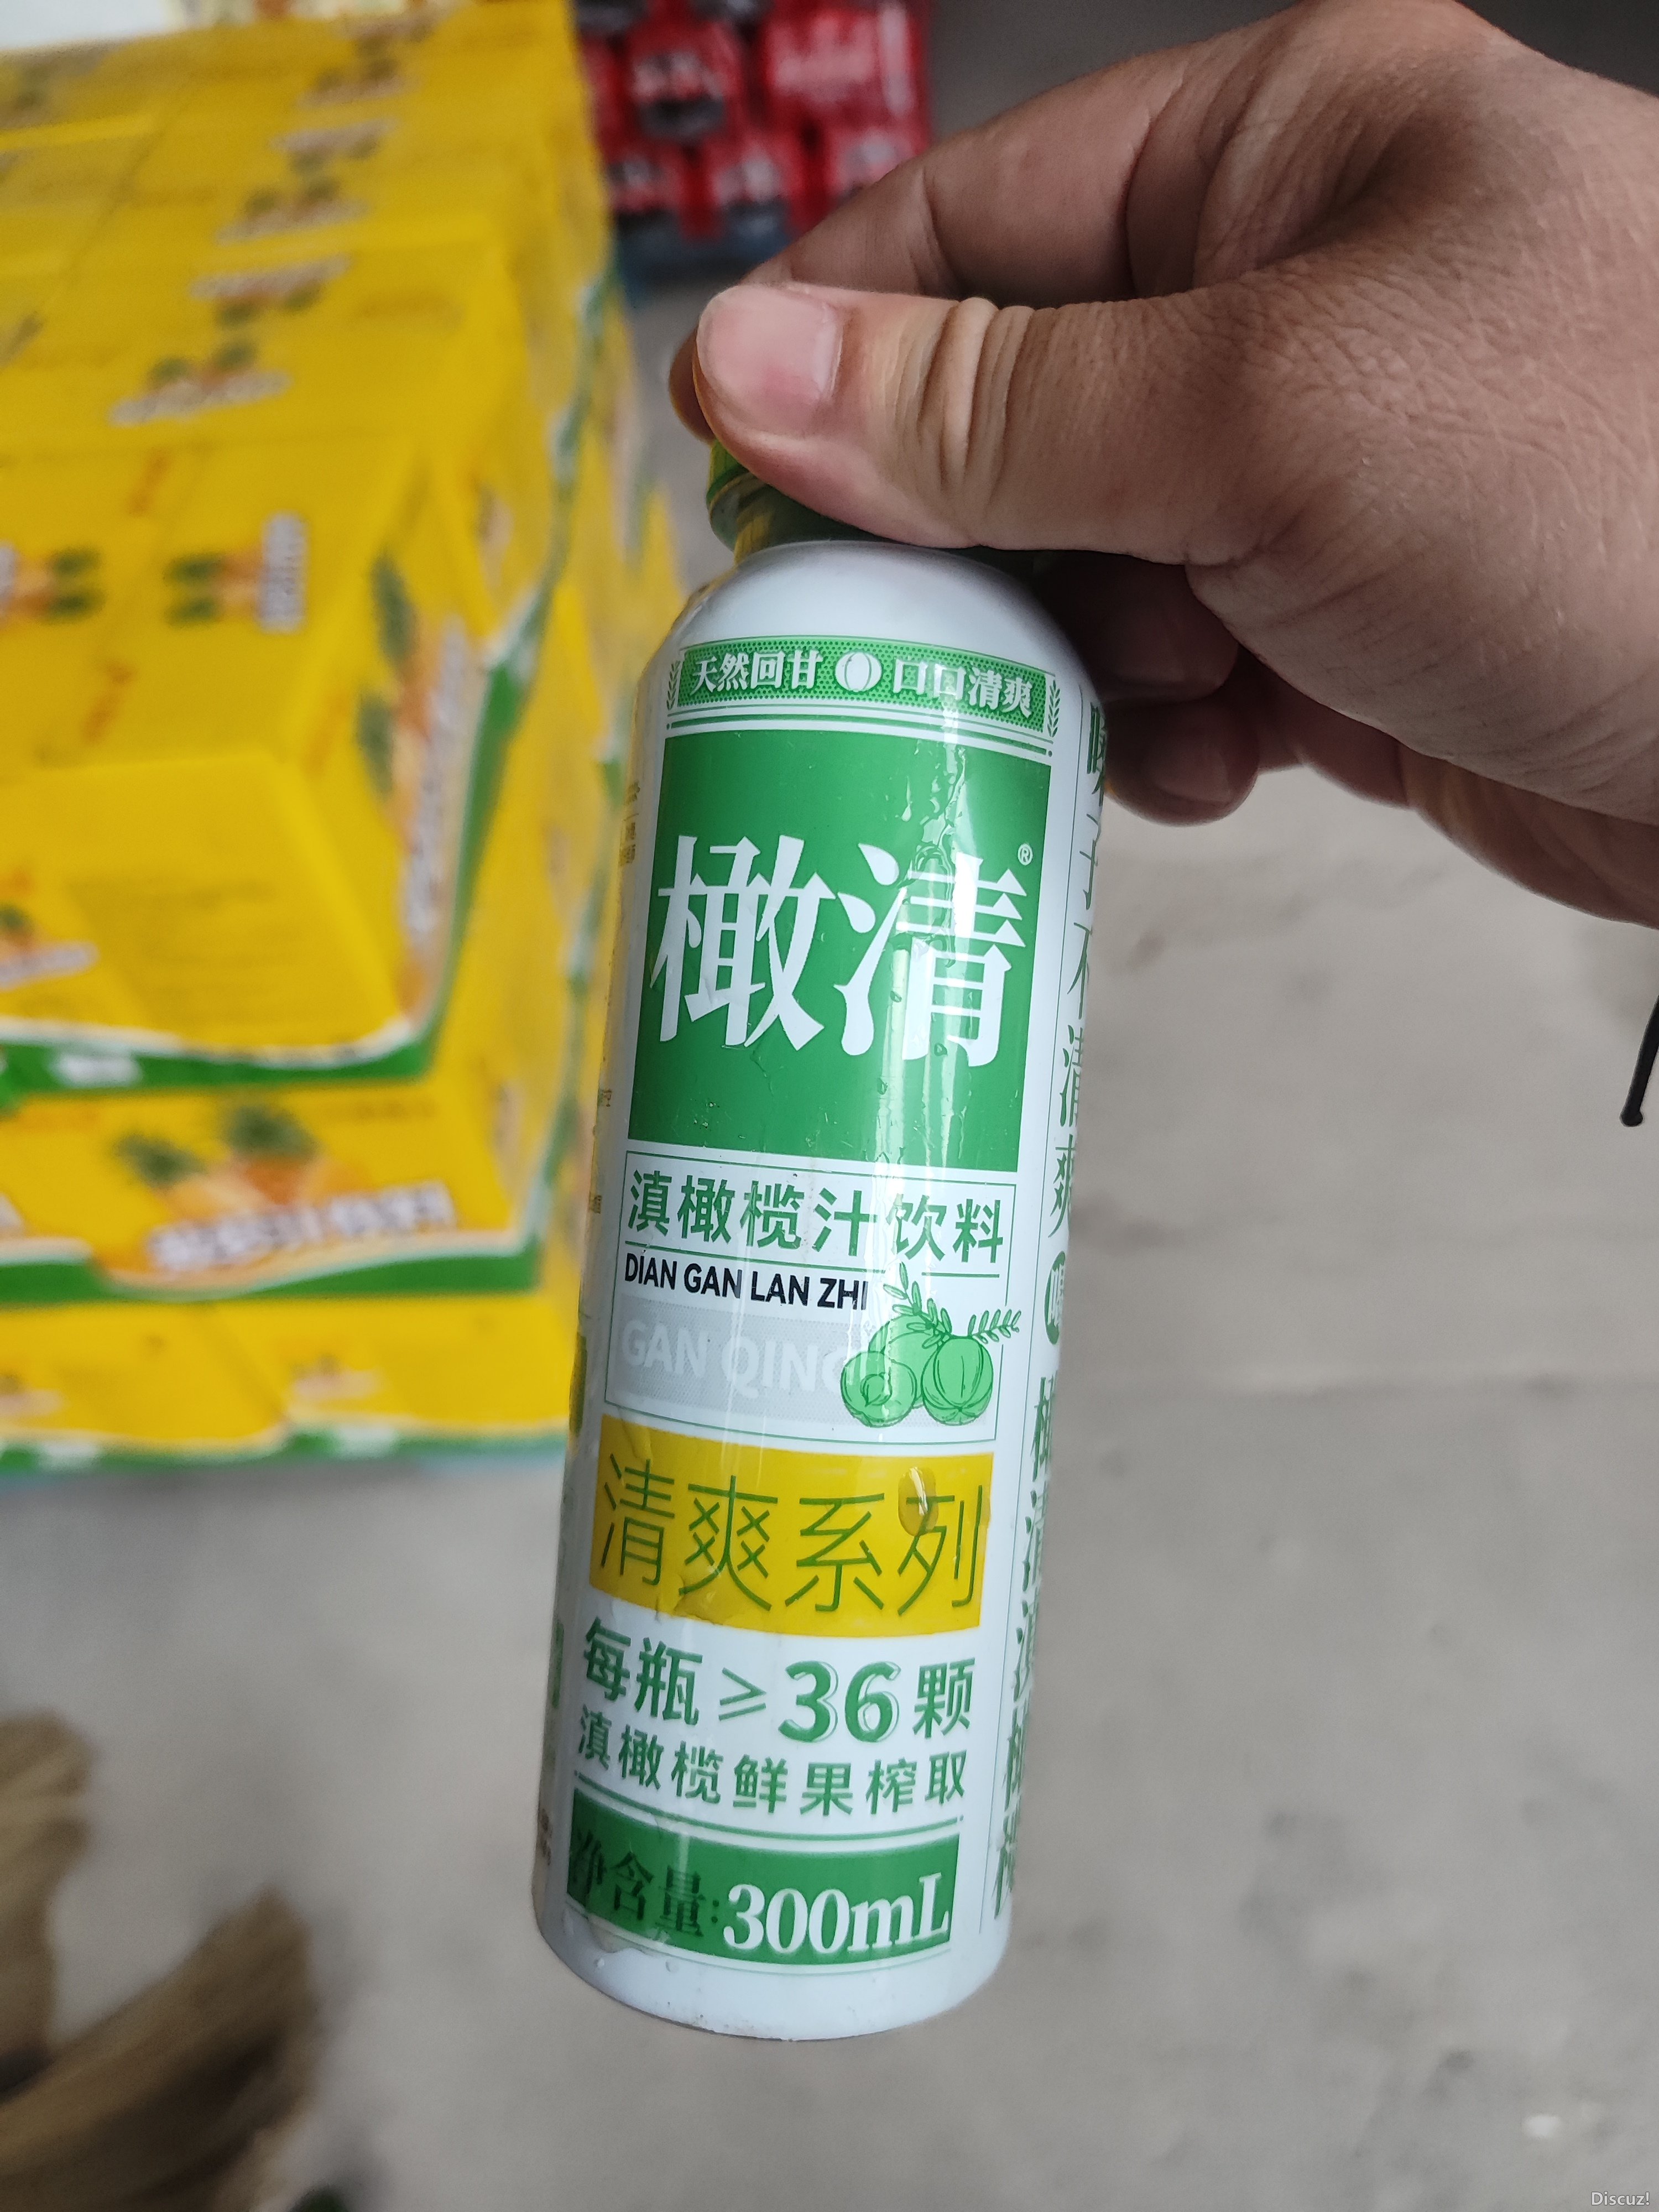 天然回甘 口口清爽
橄清®
滇橄榄汁饮料
DIAN GAN LAN ZHI
GAN QING
清爽系列
每瓶≥36颗
滇橄榄鲜果榨取
净含量:300mL
Discuz!